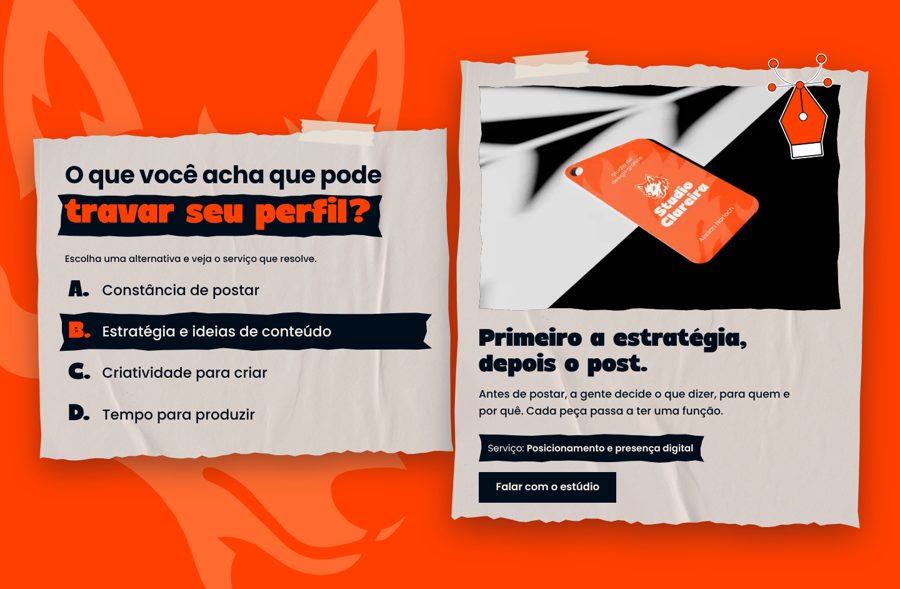 O que você acha que pode
travar seu perfil?
Escolha uma alternativa e veja o serviço que resolve.
A. Constância de postar
B. Estratégia e ideias de conteúdo
C. Criatividade para criar
D. Tempo para produzir
Studio
Clareira
Primeiro a estratégia,
depois o post.
Antes de postar, a gente decide o que dizer, para quem e
por quê. Cada peça passa a ter uma função.
Serviço: Posicionamento e presença digital
Falar com o estúdio